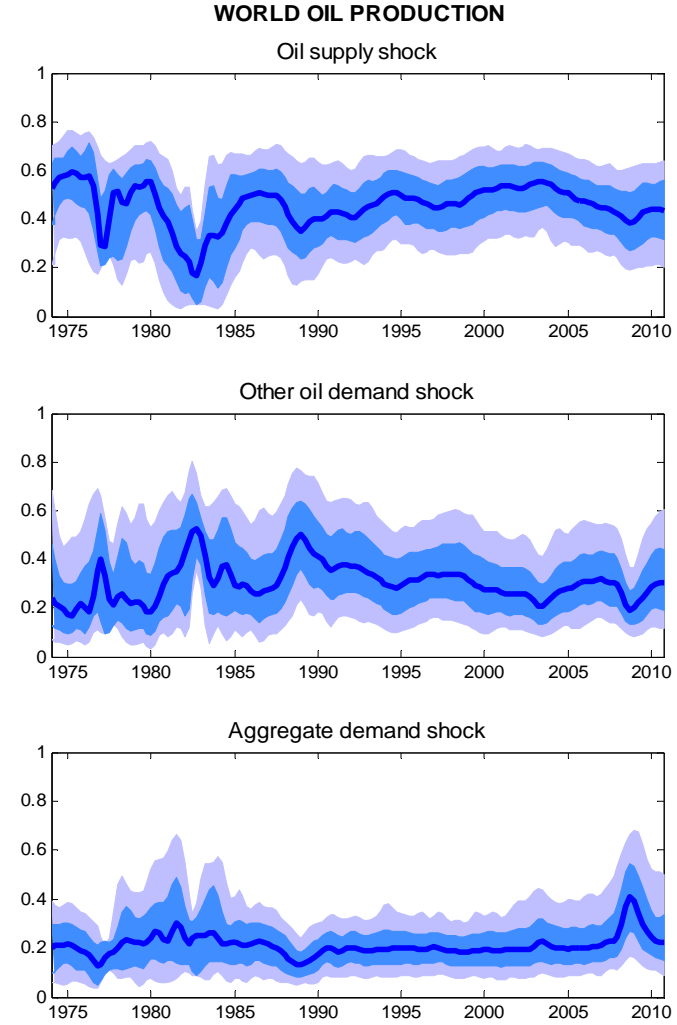 WORLD OIL PRODUCTION
Oil supply shock
1
0.8
0.6
0.4
0.2
0
1975 1980 1985 1990 1995 2000 2005 2010
Other oil demand shock
1
0.8
0.6
0.4
0.2
0
1975 1980 1985 1990 1995 2000 2005 2010
Aggregate demand shock
1
0.8
0.6
0.4
0.2
0
1975 1980 1985 1990 1995 2000 2005 2010